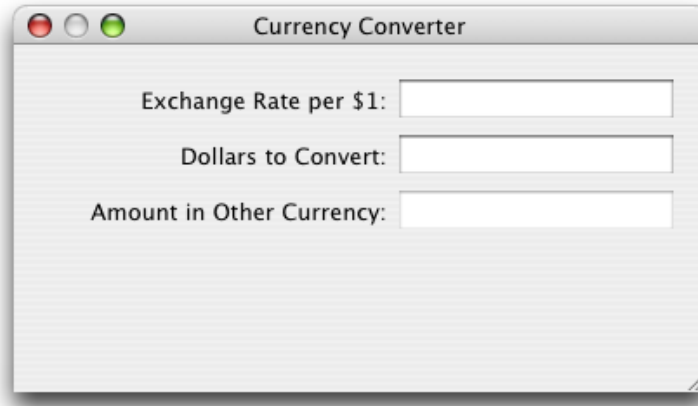 Currency Converter
Exchange Rate per $1:
Dollars to Convert:
Amount in Other Currency: